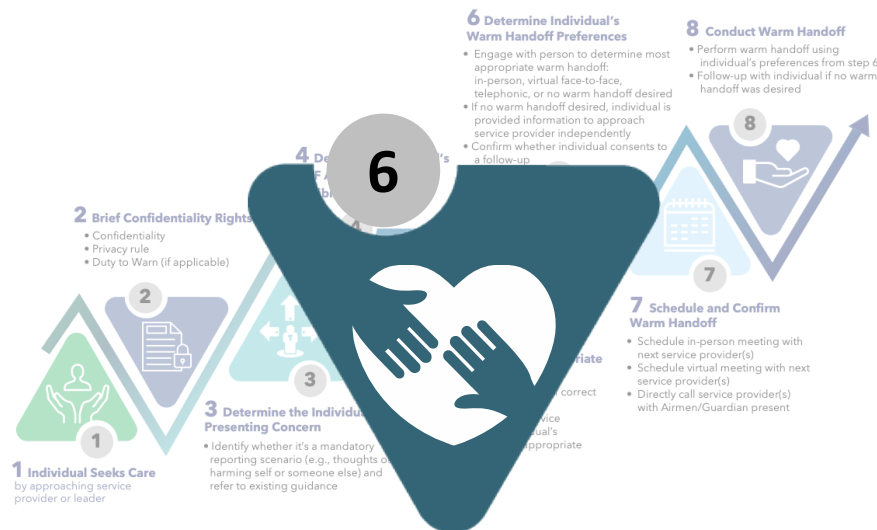 1 Individual Seeks Care
by approaching service
provider or leader
1
2 Brief Confidentiality Rights
• Confidentiality
• Privacy rule
• Duty to Warn (if applicable)
2
3
3 Determine the
Presenting Concern
• Identify whether it's a mandatory
reporting scenario (e.g., thoughts
harming self or someone else) and
refer to existing guidance
4
4
6
6 Determine Individual's
Warm Handoff Preferences
• Engage with person to determine most
appropriate warm handoff:
in-person, virtual face-to-face,
telephonic, or no warm handoff desired
• If no warm handoff desired, individual is
provided information to approach
service provider independently
• Confirm whether individual consents to
a follow-up
correct
7
7 Schedule and Confirm
Warm Handoff
• Schedule in-person meeting with
next service provider(s)
• Schedule virtual meeting with next
service provider(s)
• Directly call service provider(s)
with Airmen/Guardian present
8 Conduct Warm Handoff
• Perform warm handoff using
individual's preferences from step 6
• Follow-up with individual if no warm
handoff was desired
8